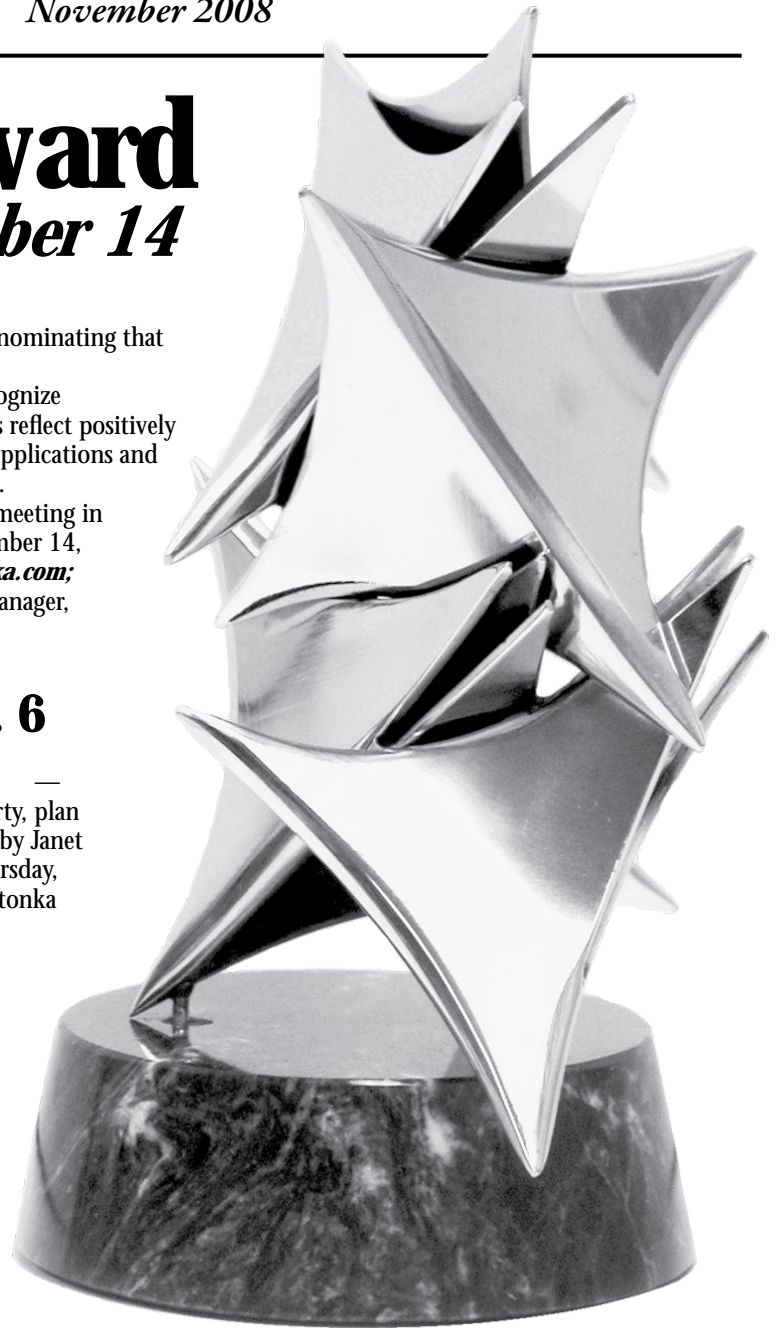 November 2008
ward
ber 14
nominating that
ognize
s reflect positively
pplications and
.
meeting in
mber 14,
ka.com;
anager,
. 6
—
rty, plan
by Janet
rsday,
tonka